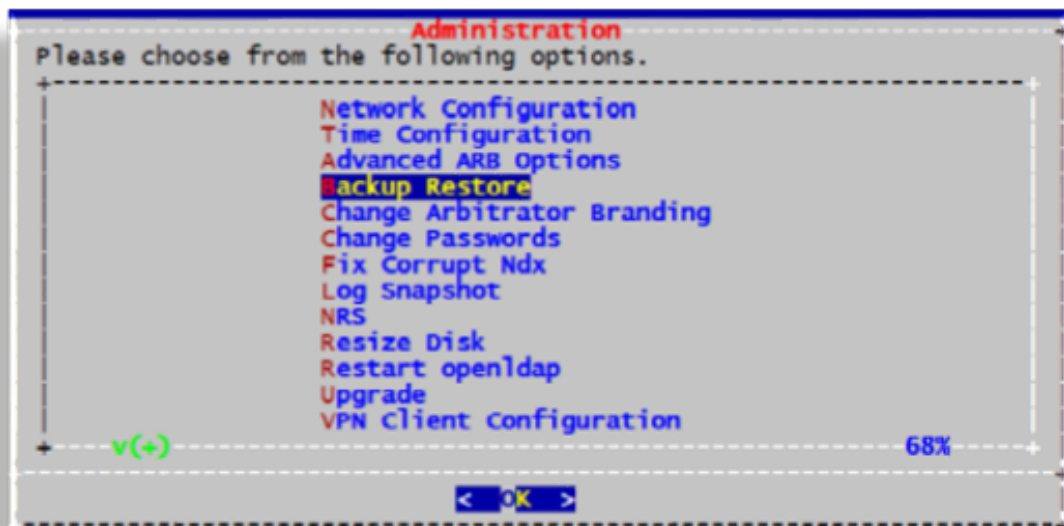 Administration
Please choose from the following options.
Network Configuration
Time Configuration
Advanced ARB Options
Backup Restore
Change Arbitrator Branding
Change Passwords
Fix Corrupt Ndx
Log Snapshot
NRS
Resize Disk
Restart openldap
Upgrade
VPN Client Configuration
v(+) 68%
< OK >